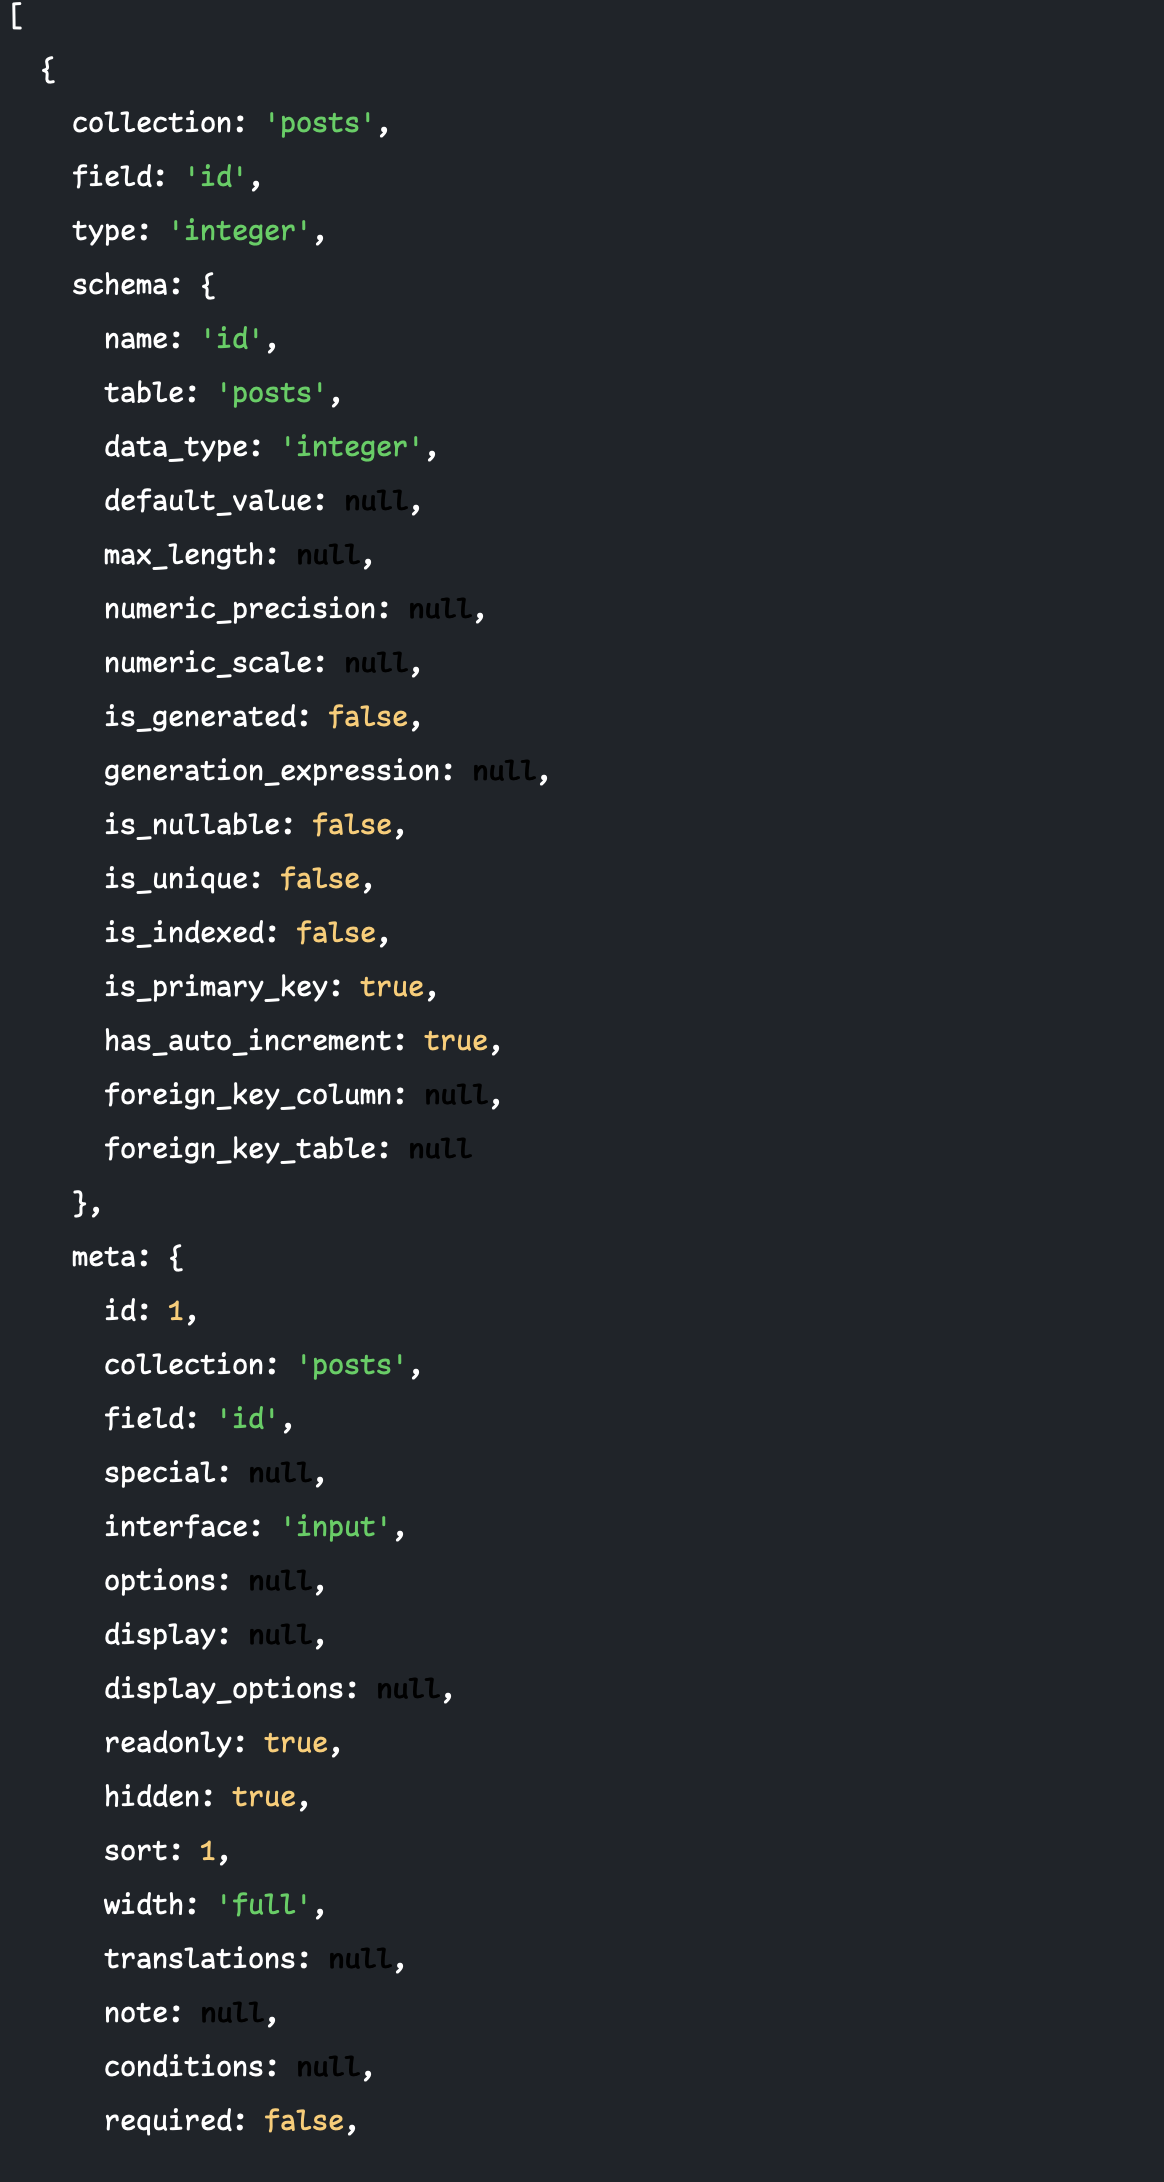 [
  {
    collection: 'posts',
    field: 'id',
    type: 'integer',
    schema: {
      name: 'id',
      table: 'posts',
      data_type: 'integer',
      default_value: null,
      max_length: null,
      numeric_precision: null,
      numeric_scale: null,
      is_generated: false,
      generation_expression: null,
      is_nullable: false,
      is_unique: false,
      is_indexed: false,
      is_primary_key: true,
      has_auto_increment: true,
      foreign_key_column: null,
      foreign_key_table: null
    },
    meta: {
      id: 1,
      collection: 'posts',
      field: 'id',
      special: null,
      interface: 'input',
      options: null,
      display: null,
      display_options: null,
      readonly: true,
      hidden: true,
      sort: 1,
      width: 'full',
      translations: null,
      note: null,
      conditions: null,
      required: false,